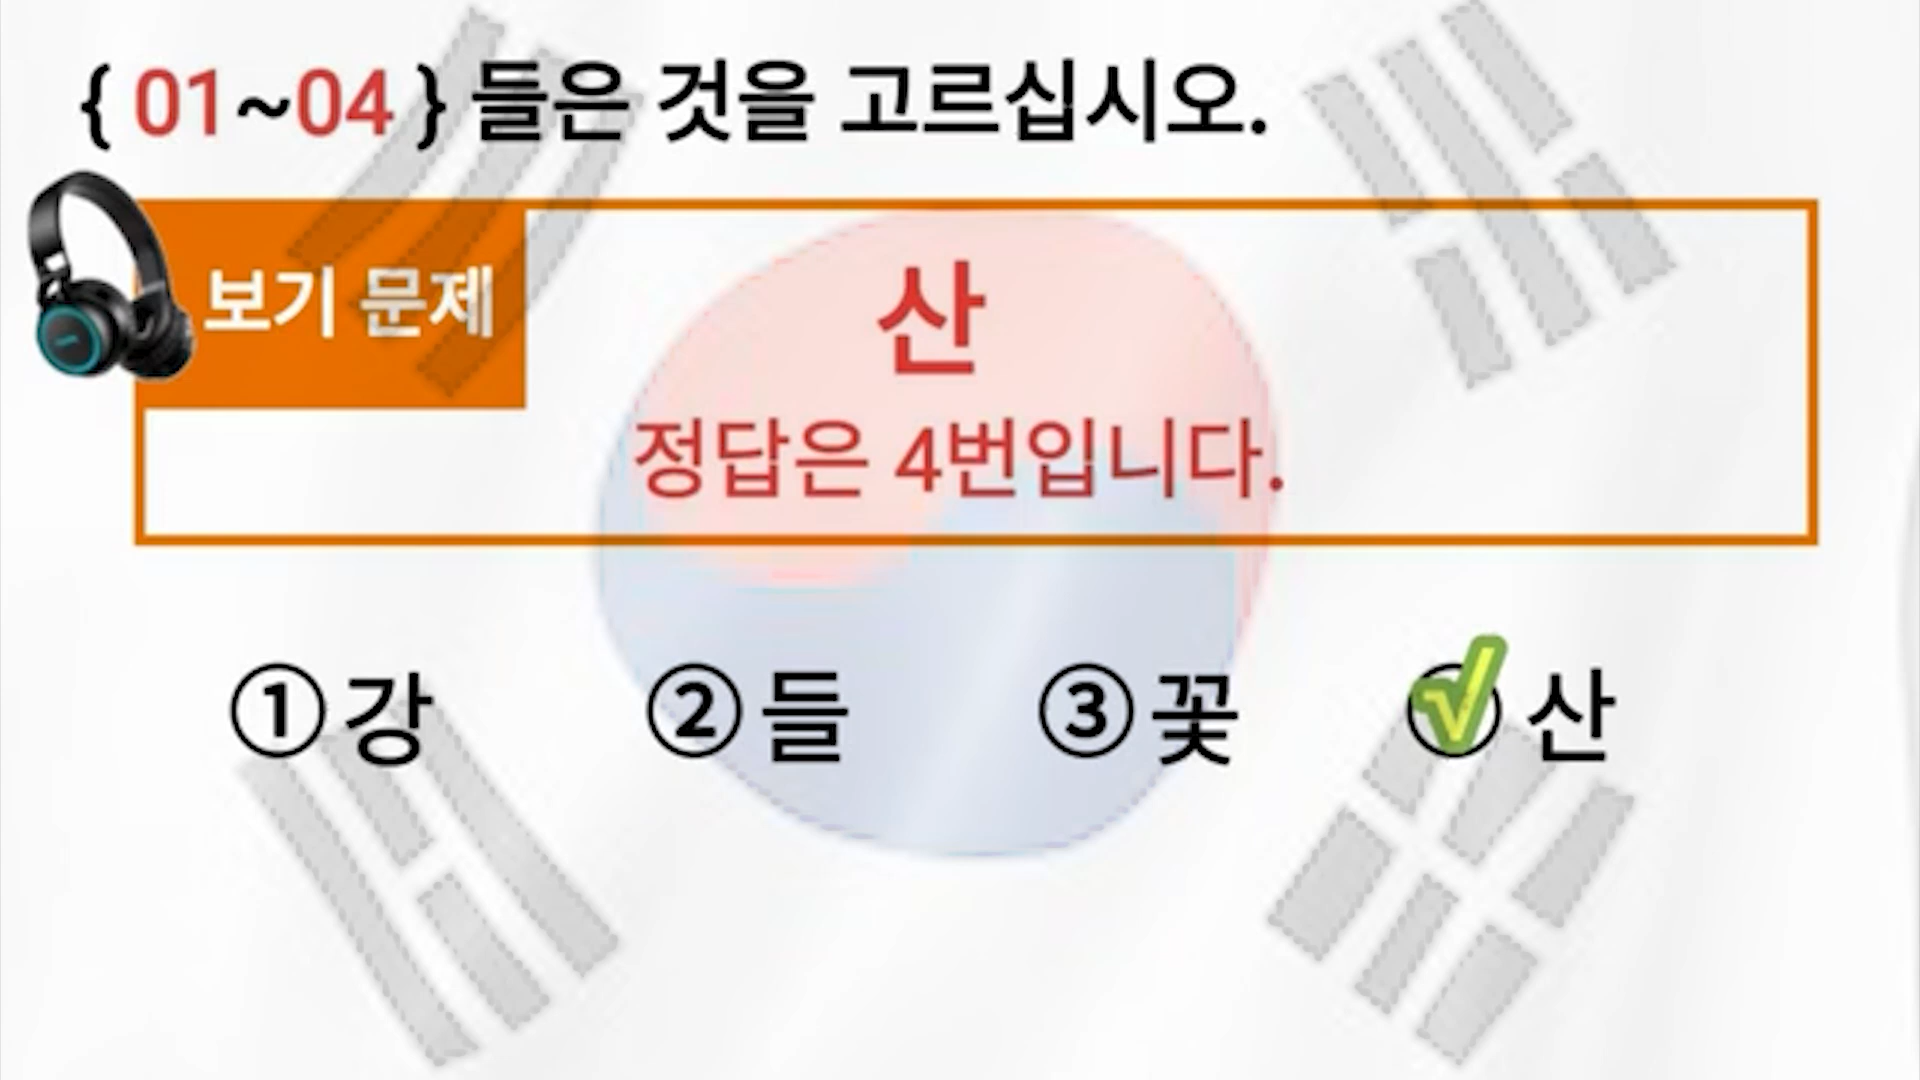 { 01~04 } 들은 것을 고르십시오.
보기 문제
산
정답은 4번입니다.
① 강 ② 들 ③ 꽃 산